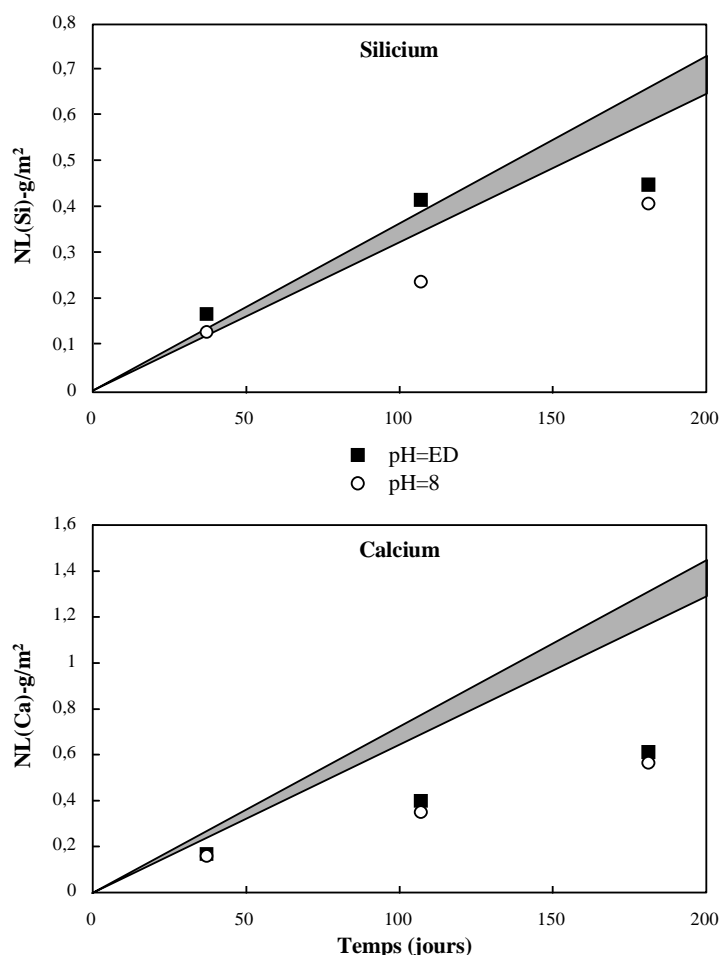 Silicium
NL(Si)-g/m²
0,8
0,7
0,6
0,5
0,4
0,3
0,2
0,1
0
0 50 100 150 200
pH=ED
pH=8
Calcium
NL(Ca)-g/m²
1,6
1,4
1,2
1
0,8
0,6
0,4
0,2
0
0 50 100 150 200
Temps (jours)